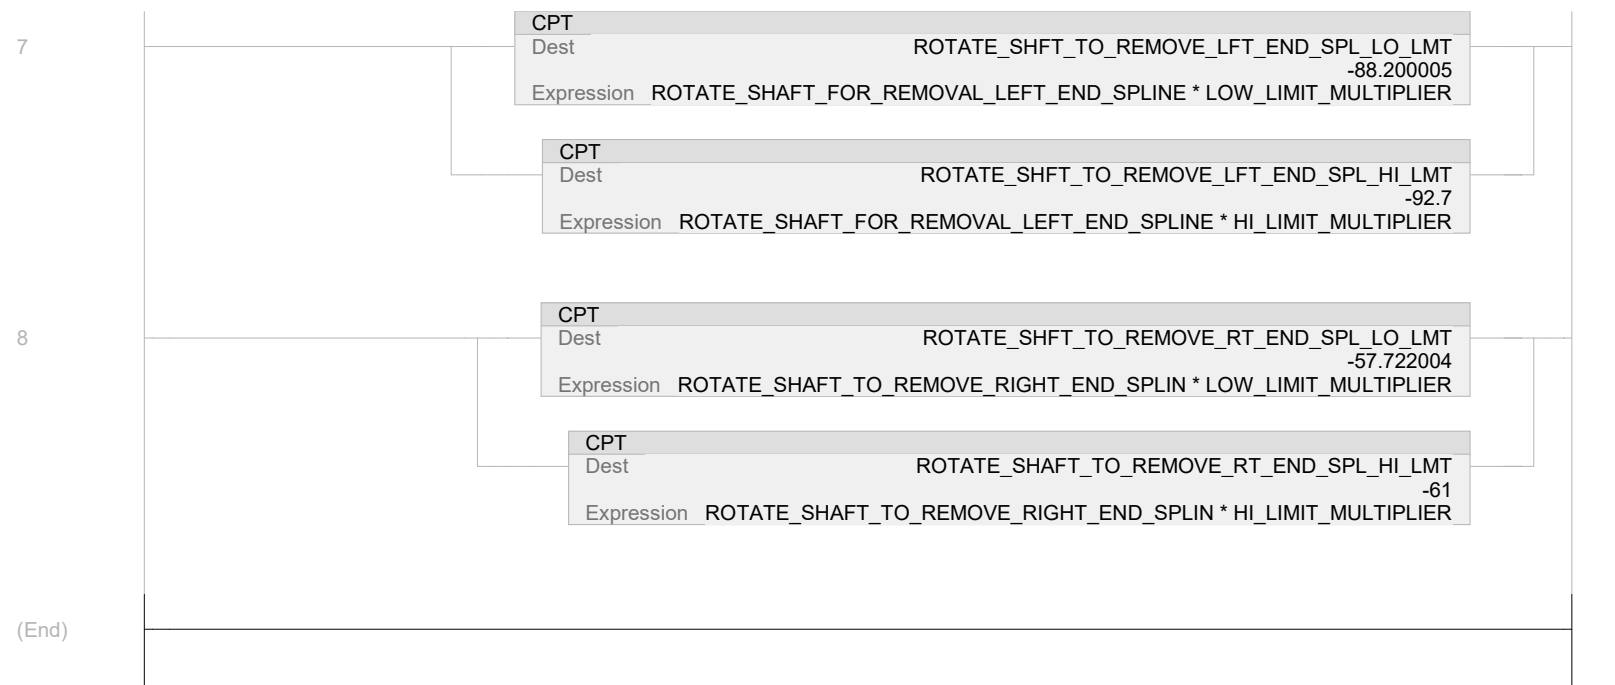 7
CPT
Dest ROTATE_SHFT_TO_REMOVE_LFT_END_SPL_LO_LMT
-88.200005
Expression ROTATE_SHAFT_FOR_REMOVAL_LEFT_END_SPLINE * LOW_LIMIT_MULTIPLIER
CPT
Dest ROTATE_SHFT_TO_REMOVE_LFT_END_SPL_HI_LMT
-92.7
Expression ROTATE_SHAFT_FOR_REMOVAL_LEFT_END_SPLINE * HI_LIMIT_MULTIPLIER
8
CPT
Dest ROTATE_SHFT_TO_REMOVE_RT_END_SPL_LO_LMT
-57.722004
Expression ROTATE_SHAFT_TO_REMOVE_RIGHT_END_SPLIN * LOW_LIMIT_MULTIPLIER
CPT
Dest ROTATE_SHAFT_TO_REMOVE_RT_END_SPL_HI_LMT
-61
Expression ROTATE_SHAFT_TO_REMOVE_RIGHT_END_SPLIN * HI_LIMIT_MULTIPLIER
(End)